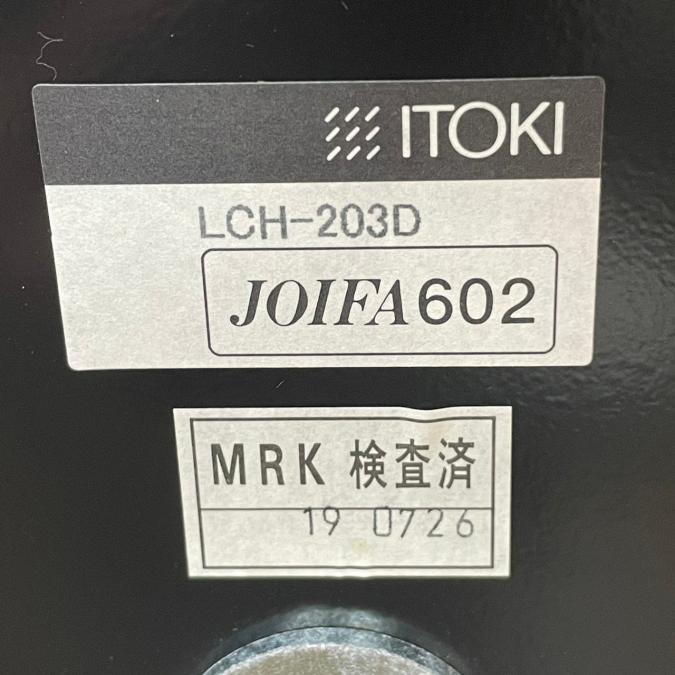 ITOKI
LCH-203D
JOIFA602
MRK 検査済
19 0726